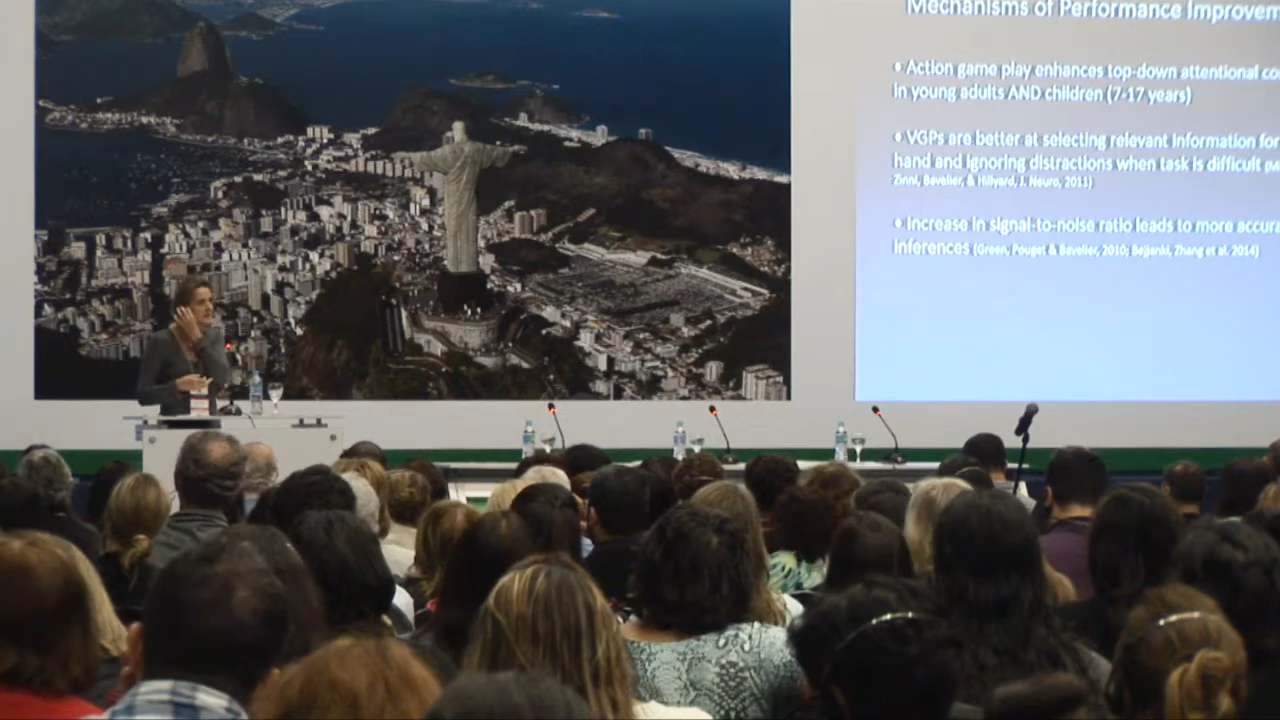 Mechanisms of Performance Improvem
• Action game play enhances top-down attentional co
in young adults AND children (7-17 years)
• VGPs are better at selecting relevant information for
hand and ignoring distractions when task is difficult
Zinni, Bavelier, & Hillyard, J. Neuro, 2011)
• Increase in signal-to-noise ratio leads to more accura
inferences (Green, Pouget & Bavelier, 2010; Bejjanki, Zhang et al. 2014)